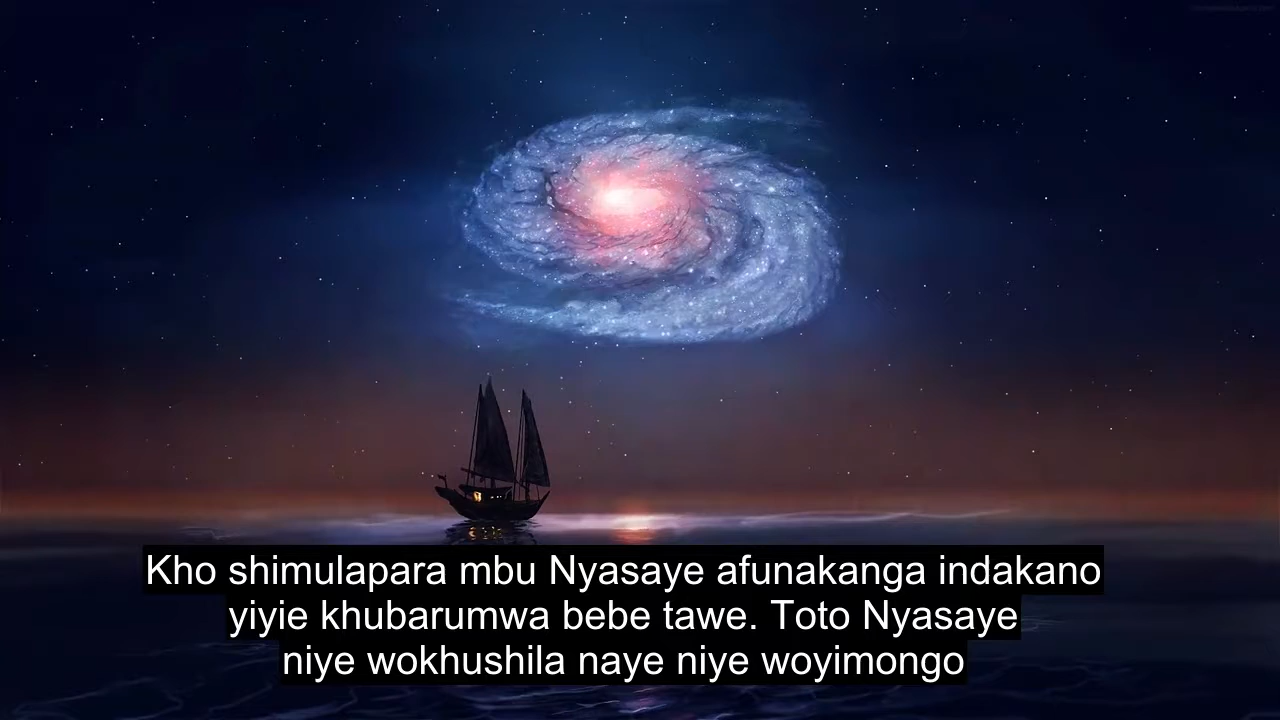 Kho shimulapara mbu Nyasaye afunakanga indakano
yiyie khubarumwa bebe tawe. Toto Nyasaye
niye wokhushila naye niye woyimongo